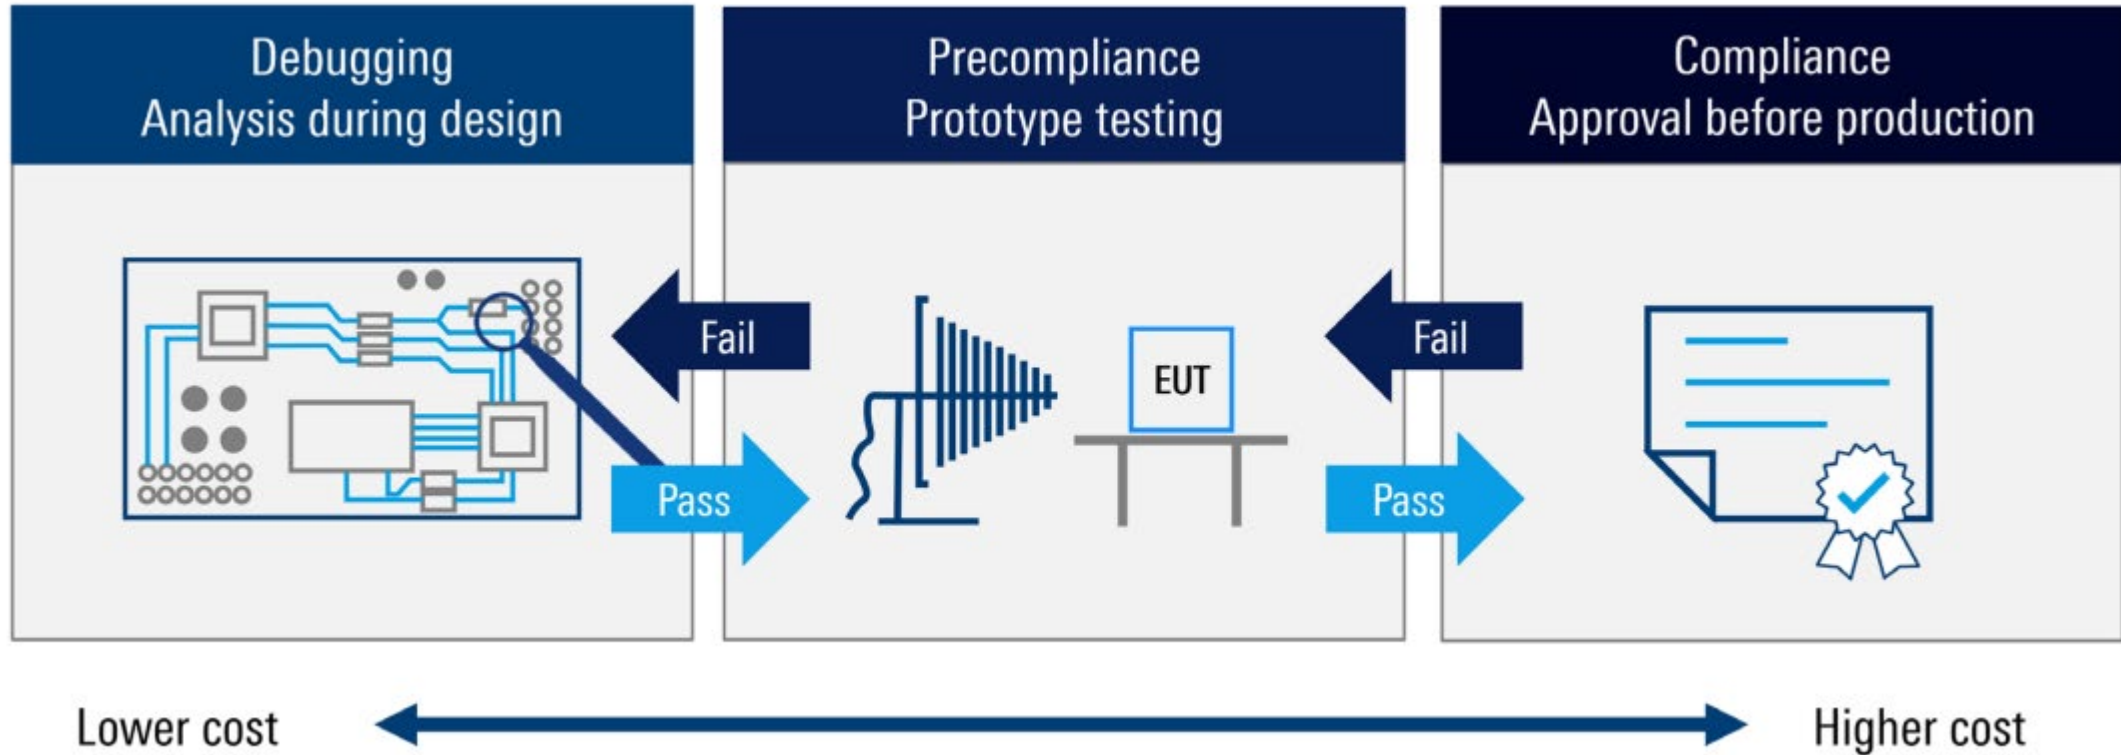 Debugging
Analysis during design
Precompliance
Prototype testing
Compliance
Approval before production
Fail
Fail
EUT
Pass
Pass
Lower cost
Higher cost